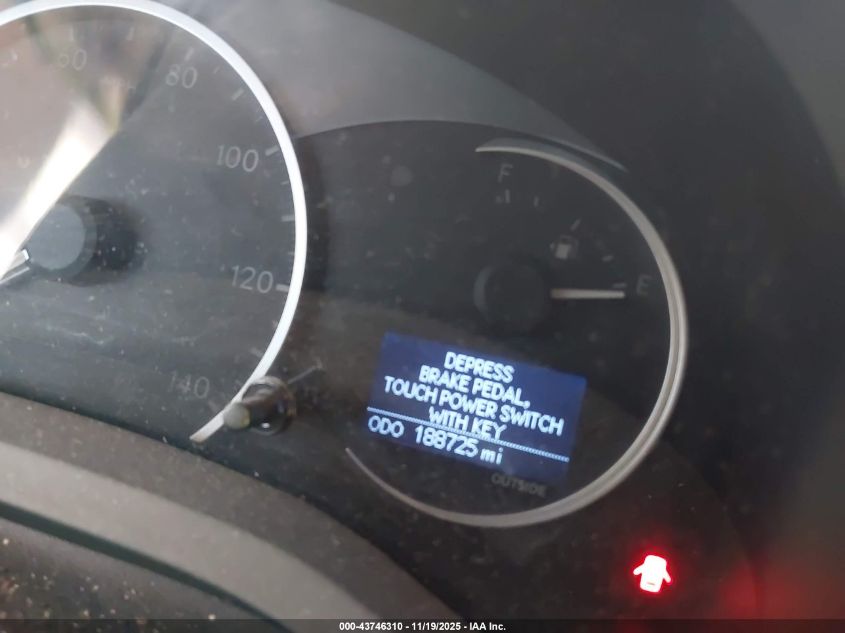 60
80
100
120
140
F
E
DEPRESS
BRAKE PEDAL,
TOUCH POWER SWITCH
WITH KEY
ODO 188725 mi
OUTSIDE
000-43746310 - 11/19/2025 - IAA Inc.